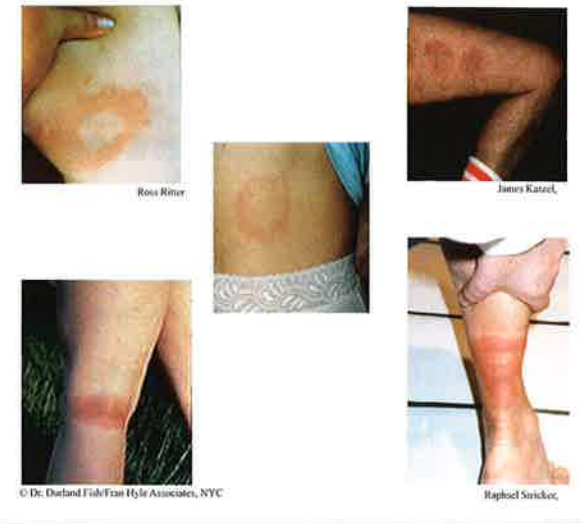 Ross Ritter
James Katzel,
© Dr. Durland Fish/Fran Hyle Associates, NYC
Raphael Stricker,